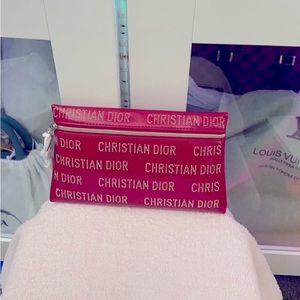 CHRISTIAN DIOR
A DIOR CHRISTIAN DIOR CHRIS
CHRISTIAN DIOR CHRISTIAN DIOR
M DIOR CHRISTIAN DIOR CHRIS
CHRISTIAN DIOR CHRISTIAN DIOR
LOUIS VU